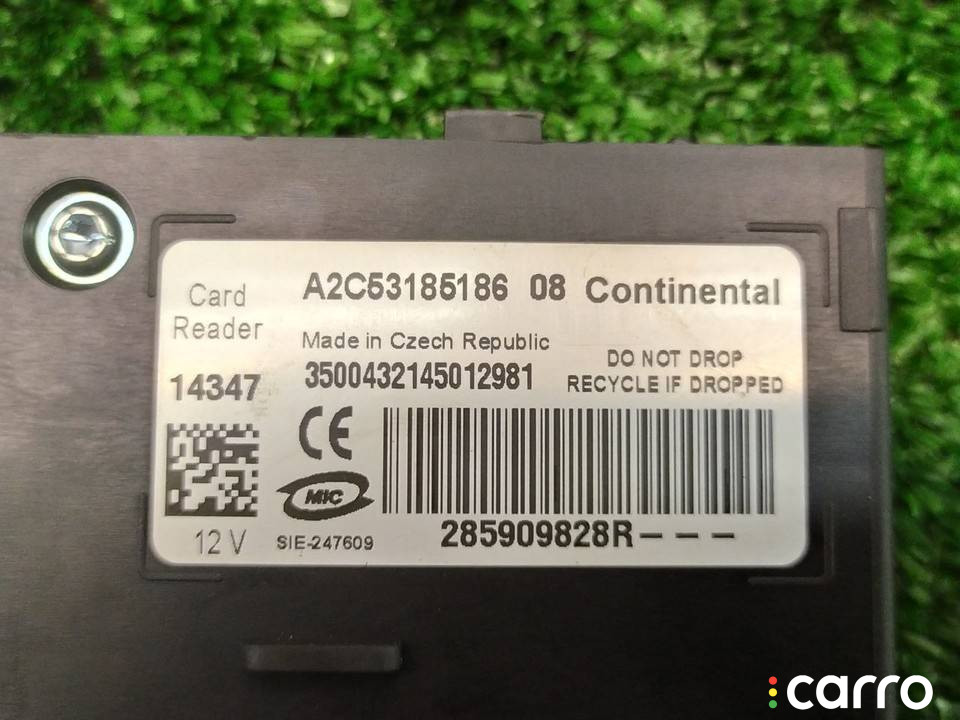 Card
Reader
14347
12 V
A2C53185186 08 Continental
Made in Czech Republic
3500432145012981
DO NOT DROP
RECYCLE IF DROPPED
CE
MIC
SIE-247609
285909828R---
carro